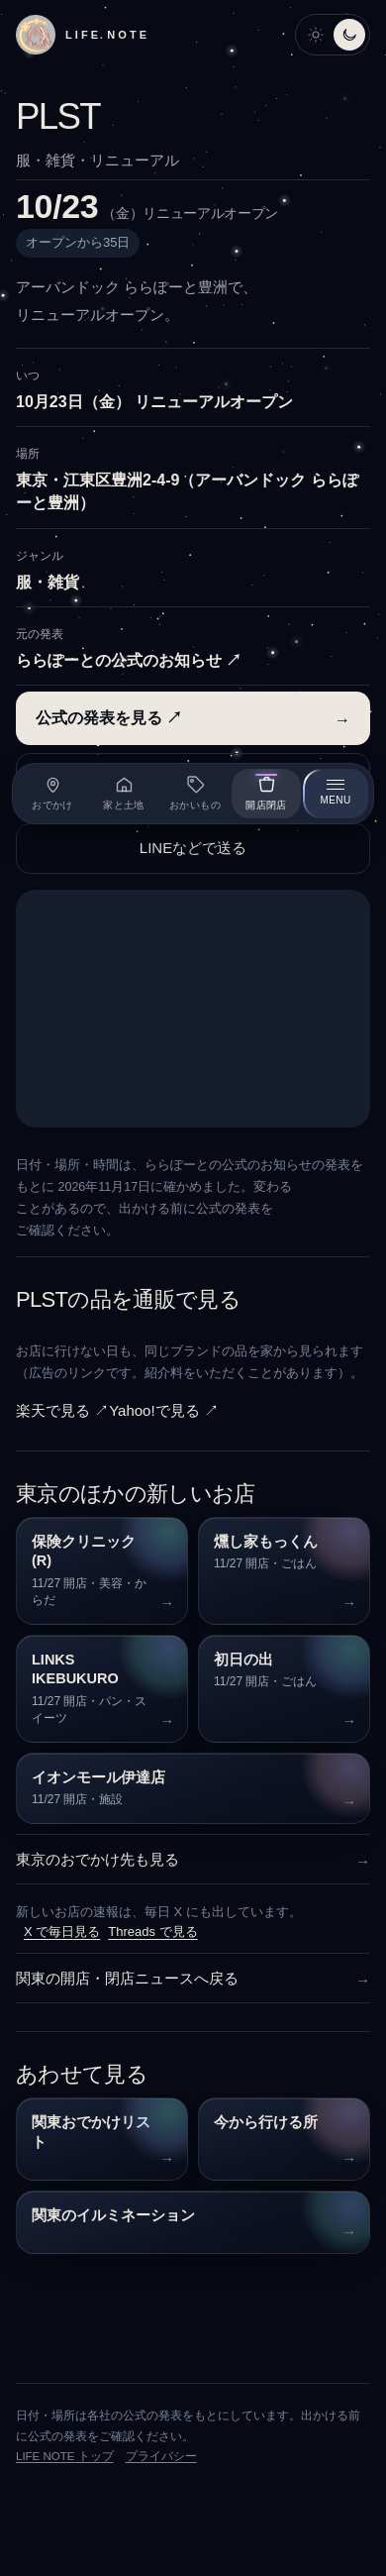 LIFE. NOTE
PLST
服・雑貨・リニューアル
10/23 （金）リニューアルオープン
オープンから35日
アーバンドック ららぽーと豊洲で、
リニューアルオープン。
いつ
10月23日（金） リニューアルオープン
場所
東京・江東区豊洲2-4-9（アーバンドック ららぽ
ーと豊洲）
ジャンル
服・雑貨
元の発表
ららぽーとの公式のお知らせ ↗
公式の発表を見る ↗ →
おでかけ
家と土地
おかいもの
開店閉店
MENU
LINEなどで送る
日付・場所・時間は、ららぽーとの公式のお知らせの発表を
もとに 2026年11月17日に確かめました。変わる
ことがあるので、出かける前に公式の発表を
ご確認ください。
PLSTの品を通販で見る
お店に行けない日も、同じブランドの品を家から見られます
（広告のリンクです。紹介料をいただくことがあります）。
楽天で見る ↗Yahoo!で見る ↗
東京のほかの新しいお店
保険クリニック
(R)
11/27 開店・美容・か
らだ →
燻し家もっくん
11/27 開店・ごはん
→
LINKS
IKEBUKURO
11/27 開店・パン・ス
イーツ →
初日の出
11/27 開店・ごはん
→
イオンモール伊達店
11/27 開店・施設 →
東京のおでかけ先も見る →
新しいお店の速報は、毎日 X にも出しています。
X で毎日見る Threads で見る
関東の開店・閉店ニュースへ戻る →
あわせて見る
関東おでかけリス
ト →
今から行ける所
→
関東のイルミネーション
→
日付・場所は各社の公式の発表をもとにしています。出かける前
に公式の発表をご確認ください。
LIFE NOTE トップ プライバシー